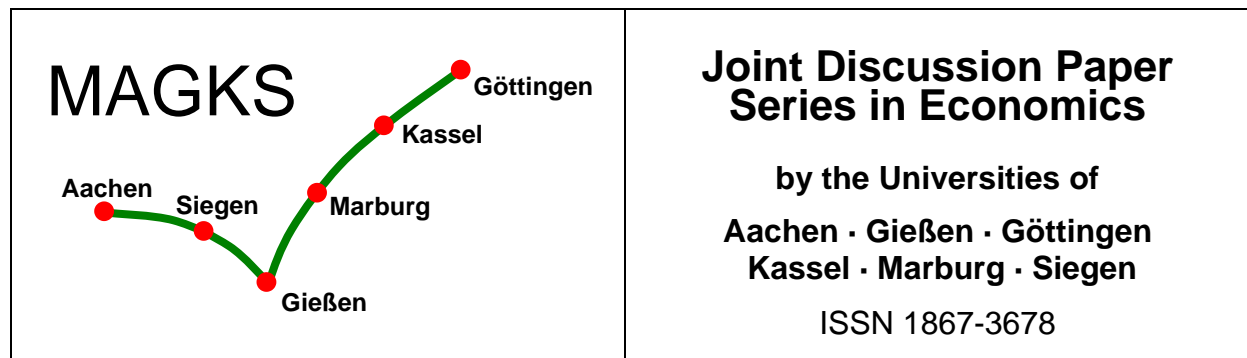 MAGKS
Göttingen
Kassel
Aachen
Siegen
Marburg
Gießen
Joint Discussion Paper
Series in Economics
by the Universities of
Aachen · Gießen · Göttingen
Kassel · Marburg · Siegen
ISSN 1867-3678